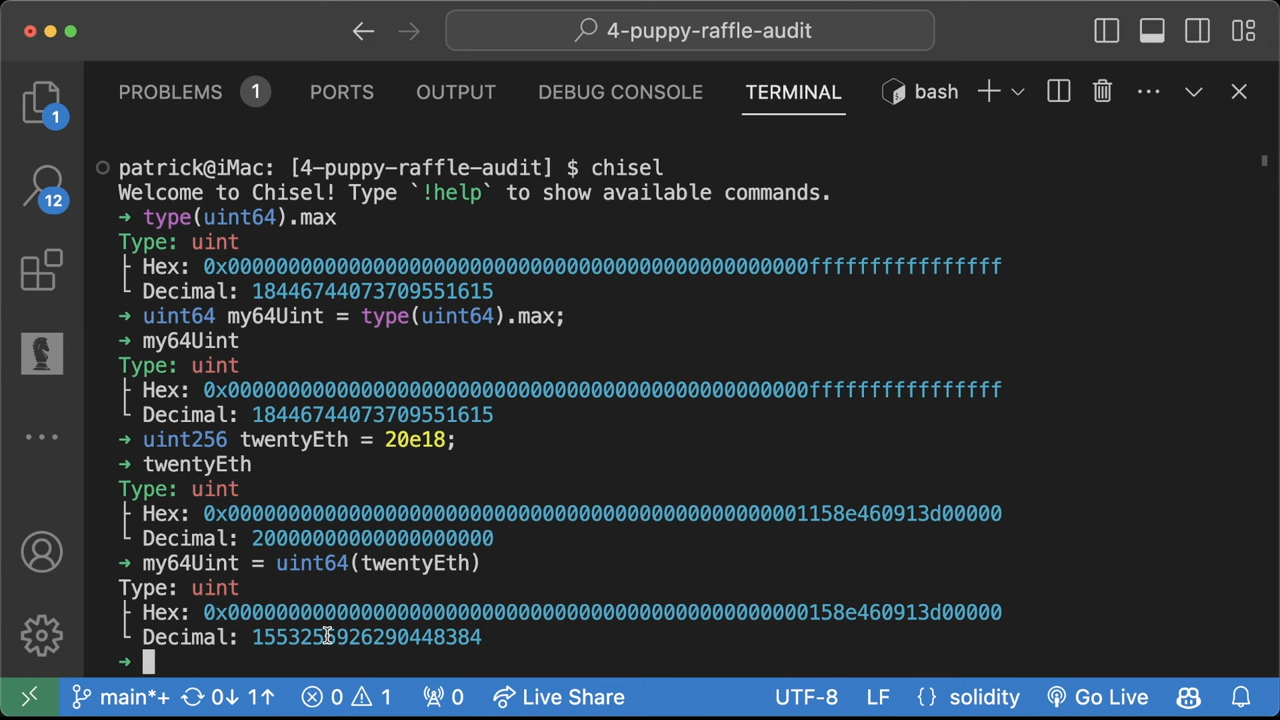 4-puppy-raffle-audit
PROBLEMS 1 PORTS OUTPUT DEBUG CONSOLE TERMINAL bash
1
patrick@iMac: [4-puppy-raffle-audit] $ chisel
Welcome to Chisel! Type `!help` to show available commands.
12
➜ type(uint64).max
Type: uint
├ Hex: 0x000000000000000000000000000000000000000000000000ffffffffffffffff
└ Decimal: 18446744073709551615
➜ uint64 my64Uint = type(uint64).max;
➜ my64Uint
Type: uint
├ Hex: 0x000000000000000000000000000000000000000000000000ffffffffffffffff
└ Decimal: 18446744073709551615
➜ uint256 twentyEth = 20e18;
➜ twentyEth
Type: uint
├ Hex: 0x000000000000000000000000000000000000000000000001158e460913d00000
└ Decimal: 20000000000000000000
➜ my64Uint = uint64(twentyEth)
Type: uint
├ Hex: 0x000000000000000000000000000000000000000000000000158e460913d00000
└ Decimal: 1553255926290448384
➜
main*+ 0↓ 1↑ 0 1 0 Live Share UTF-8 LF {} solidity Go Live